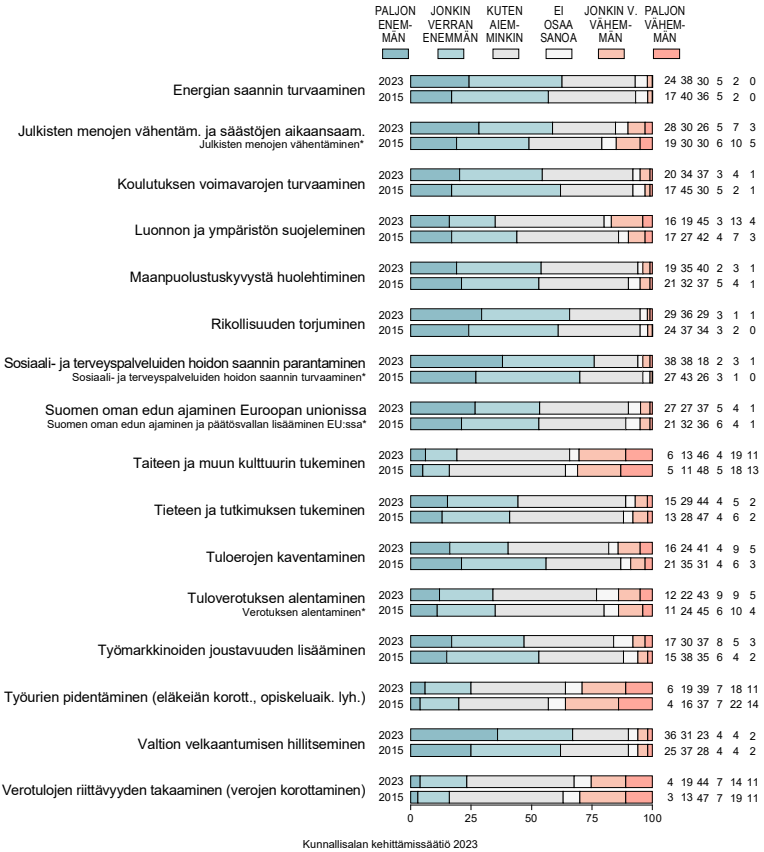 PALJON JONKIN KUTEN EI JONKIN V. PALJON
ENEM- VERRAN AIEM- OSAA VÄHEM- VÄHEM-
MÄN ENEMMÄN MINKIN SANOA MÄN MÄN
Energian saannin turvaaminen 2023 24 38 30 5 2 0
2015 17 40 36 5 2 0
Julkisten menojen vähentäm. ja säästöjen aikaansaam. 2023 28 30 26 5 7 3
Julkisten menojen vähentäminen* 2015 19 30 30 6 10 5
Koulutuksen voimavarojen turvaaminen 2023 20 34 37 3 4 1
2015 17 45 30 5 2 1
Luonnon ja ympäristön suojeleminen 2023 16 19 45 3 13 4
2015 17 27 42 4 7 3
Maanpuolustuskyvystä huolehtiminen 2023 19 35 40 2 3 1
2015 21 32 37 5 4 1
Rikollisuuden torjuminen 2023 29 36 29 3 1 1
2015 24 37 34 3 2 0
Sosiaali- ja terveyspalveluiden hoidon saannin parantaminen 2023 38 38 18 2 3 1
Sosiaali- ja terveyspalveluiden hoidon saannin turvaaminen* 2015 27 43 26 3 1 0
Suomen oman edun ajaminen Euroopan unionissa 2023 27 27 37 5 4 1
Suomen oman edun ajaminen ja päätösvallan lisääminen EU:ssa* 2015 21 32 36 6 4 1
Taiteen ja muun kulttuurin tukeminen 2023 6 13 46 4 19 11
2015 5 11 48 5 18 13
Tieteen ja tutkimuksen tukeminen 2023 15 29 44 4 5 2
2015 13 28 47 4 6 2
Tuloerojen kaventaminen 2023 16 24 41 4 9 5
2015 21 35 31 4 6 3
Tuloverotuksen alentaminen 2023 12 22 43 9 9 5
Verotuksen alentaminen* 2015 11 24 45 6 10 4
Työmarkkinoiden joustavuuden lisääminen 2023 17 30 37 8 5 3
2015 15 38 35 6 4 2
Työurien pidentäminen (eläkeiän korott., opiskeluaik. lyh.) 2023 6 19 39 7 18 11
2015 4 16 37 7 22 14
Valtion velkaantumisen hillitseminen 2023 36 31 23 4 4 2
2015 25 37 28 4 4 2
Verotulojen riittävyyden takaaminen (verojen korottaminen) 2023 4 19 44 7 14 11
2015 3 13 47 7 19 11
0 25 50 75 100
Kunnallisalan kehittämissäätiö 2023